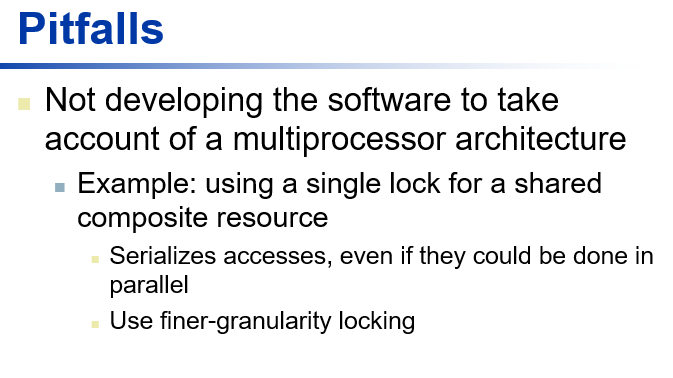 Pitfalls
Not developing the software to take
account of a multiprocessor architecture
Example: using a single lock for a shared
composite resource
Serializes accesses, even if they could be done in
parallel
Use finer-granularity locking